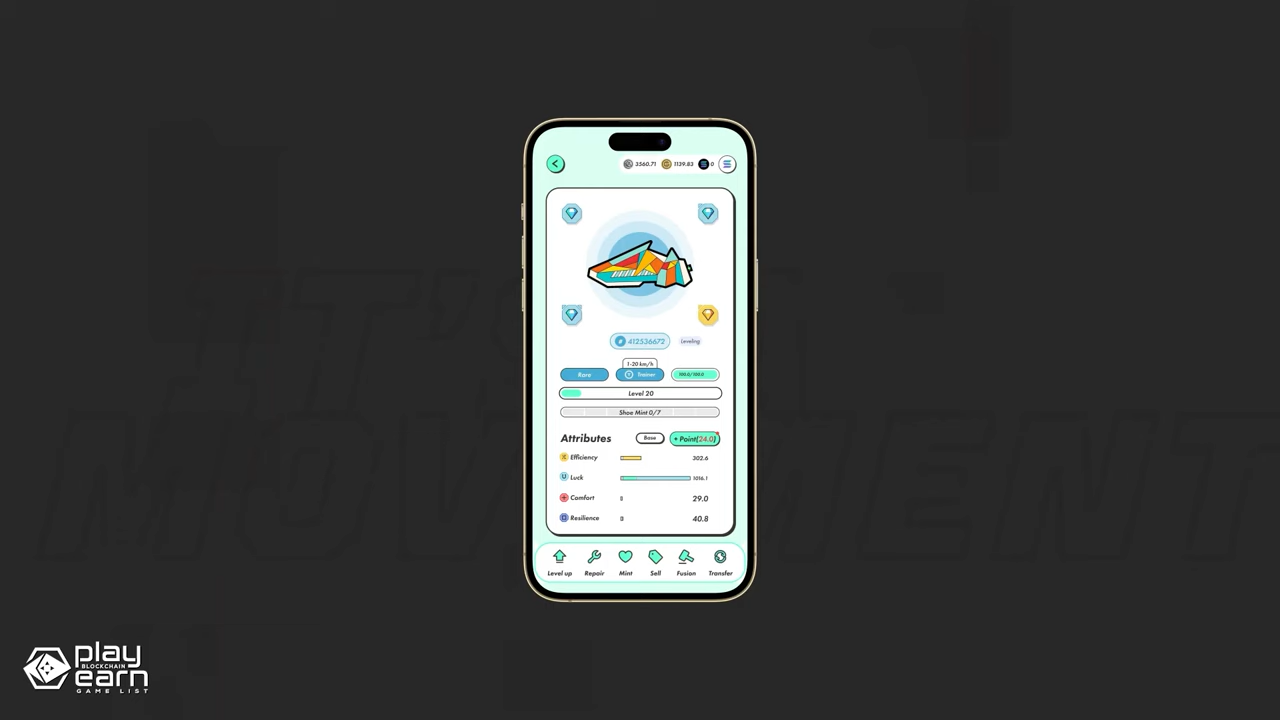 3560.71 1139.83 0
412536672 Leveling
1-20 km/h
Rare Trainer 100.0/100.0
Level 20
Shoe Mint 0/7
Attributes Base + Point(24.0)
Efficiency 302.6
Luck 1016.1
Comfort 29.0
Resilience 40.8
Level up Repair Mint Sell Fusion Transfer
IT'S A
MOVEMENT
play
BLOCKCHAIN
earn
GAME LIST